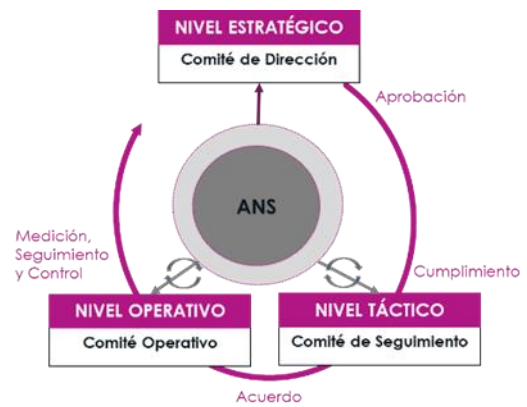 NIVEL ESTRATÉGICO
Comité de Dirección
Aprobación
ANS
Medición,
Seguimiento
y Control
Cumplimiento
NIVEL OPERATIVO
Comité Operativo
NIVEL TÁCTICO
Comité de Seguimiento
Acuerdo